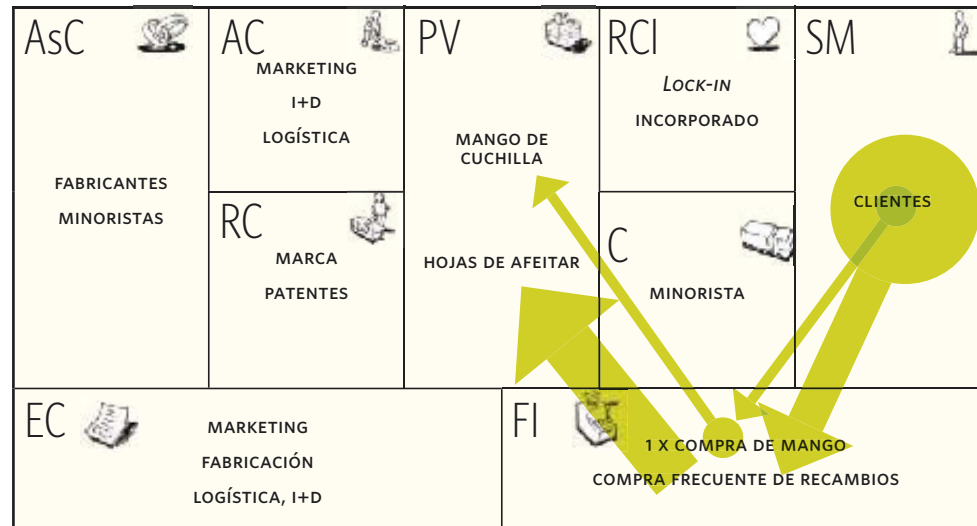 AsC
FABRICANTES
MINORISTAS
AC
MARKETING
I+D
LOGÍSTICA
RC
MARCA
PATENTES
PV
MANGO DE
CUCHILLA
HOJAS DE AFEITAR
RCl
LOCK-IN
INCORPORADO
C
MINORISTA
SM
CLIENTES
EC
MARKETING
FABRICACIÓN
LOGÍSTICA, I+D
FI
1 X COMPRA DE MANGO
COMPRA FRECUENTE DE RECAMBIOS